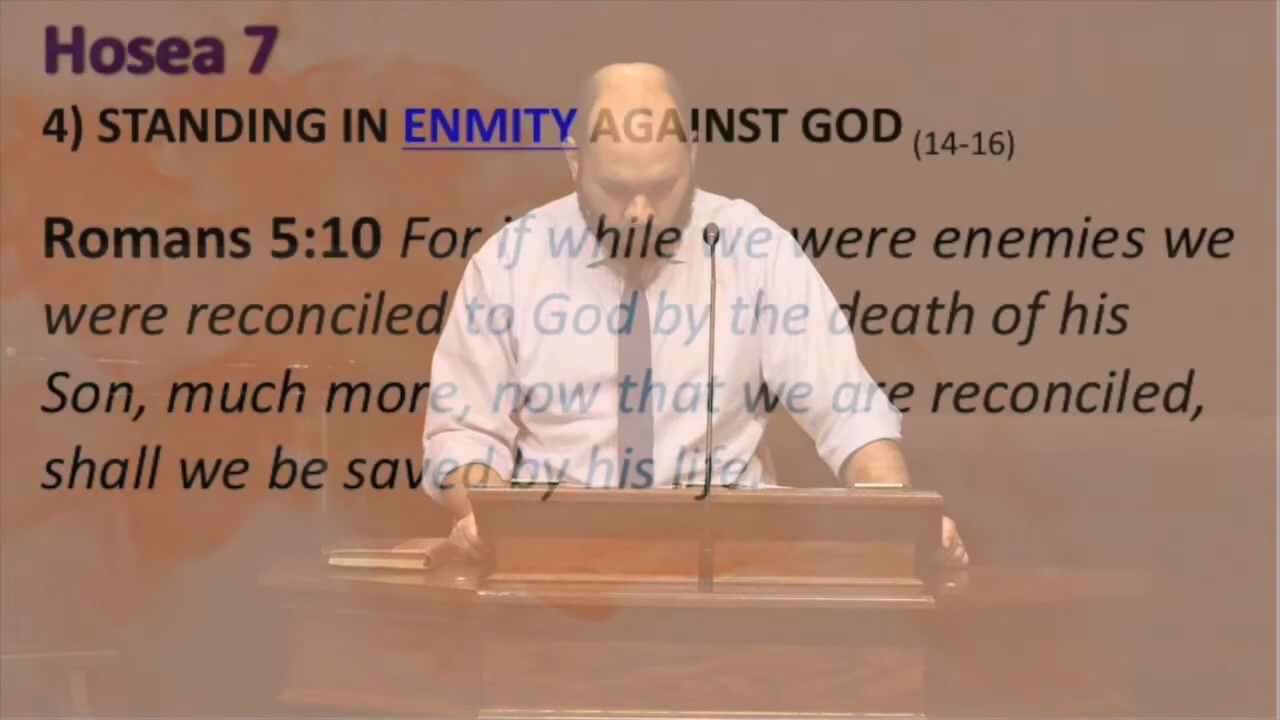 Hosea 7
4) STANDING IN ENMITY AGAINST GOD (14-16)
Romans 5:10 For if while we were enemies we
were reconciled to God by the death of his
Son, much more, now that we are reconciled,
shall we be saved by his life.